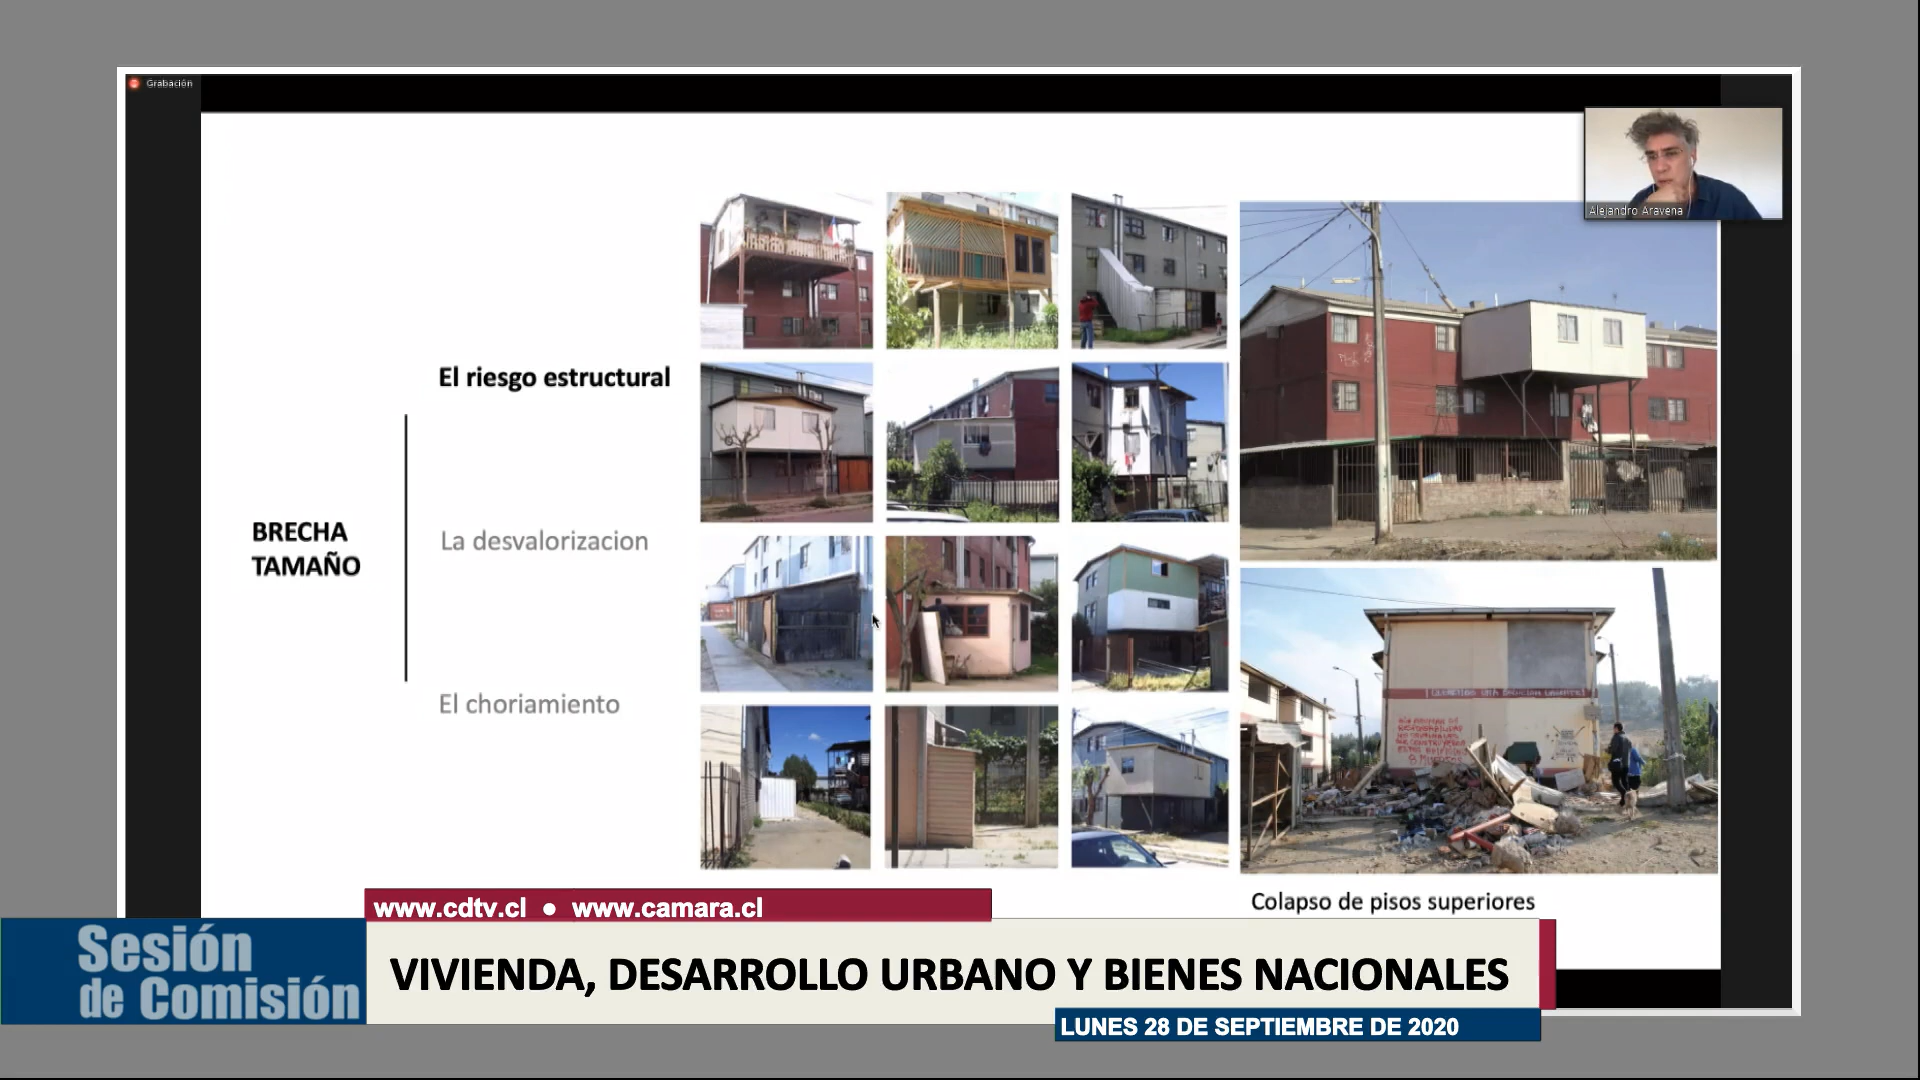 Grabación
Alejandro Aravena
El riesgo estructural
BRECHA
TAMAÑO
La desvalorizacion
El choriamiento
Colapso de pisos superiores
www.cdtv.cl ● www.camara.cl
Sesión
de Comisión
VIVIENDA, DESARROLLO URBANO Y BIENES NACIONALES
LUNES 28 DE SEPTIEMBRE DE 2020